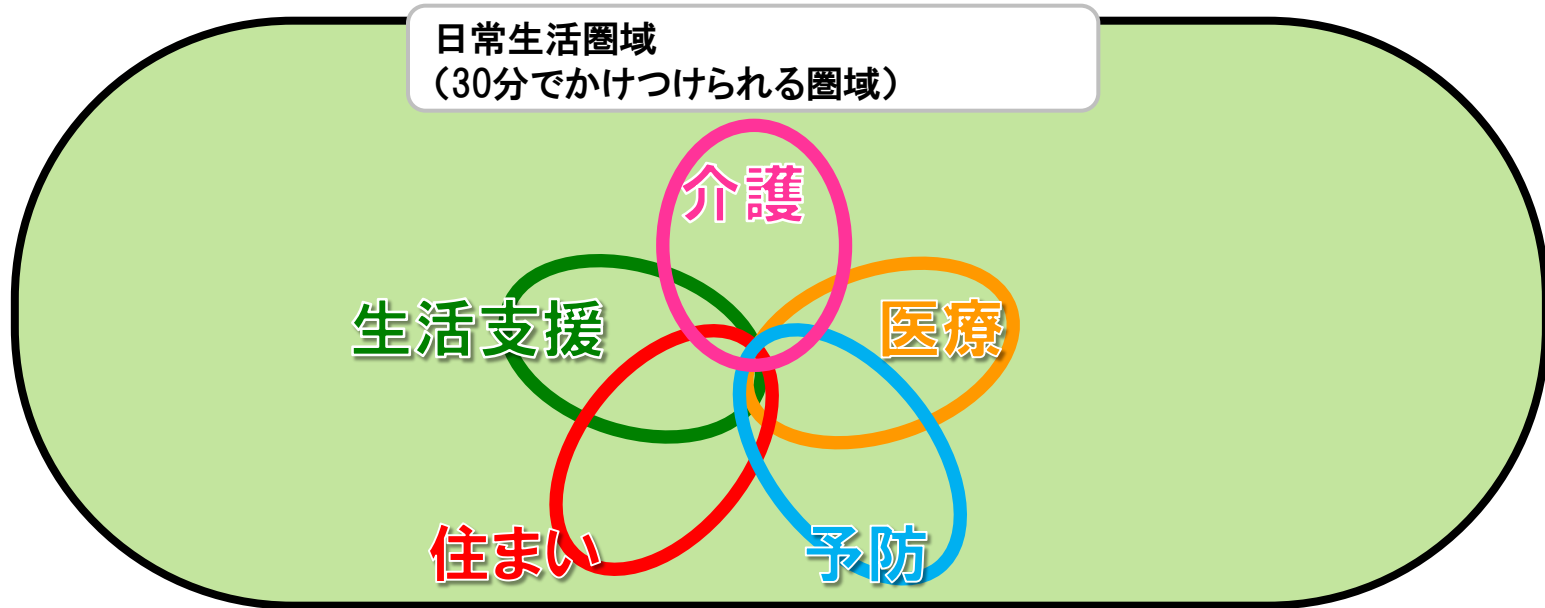 日常生活圏域
（30分でかけつけられる圏域）
介護
生活支援
医療
住まい
予防